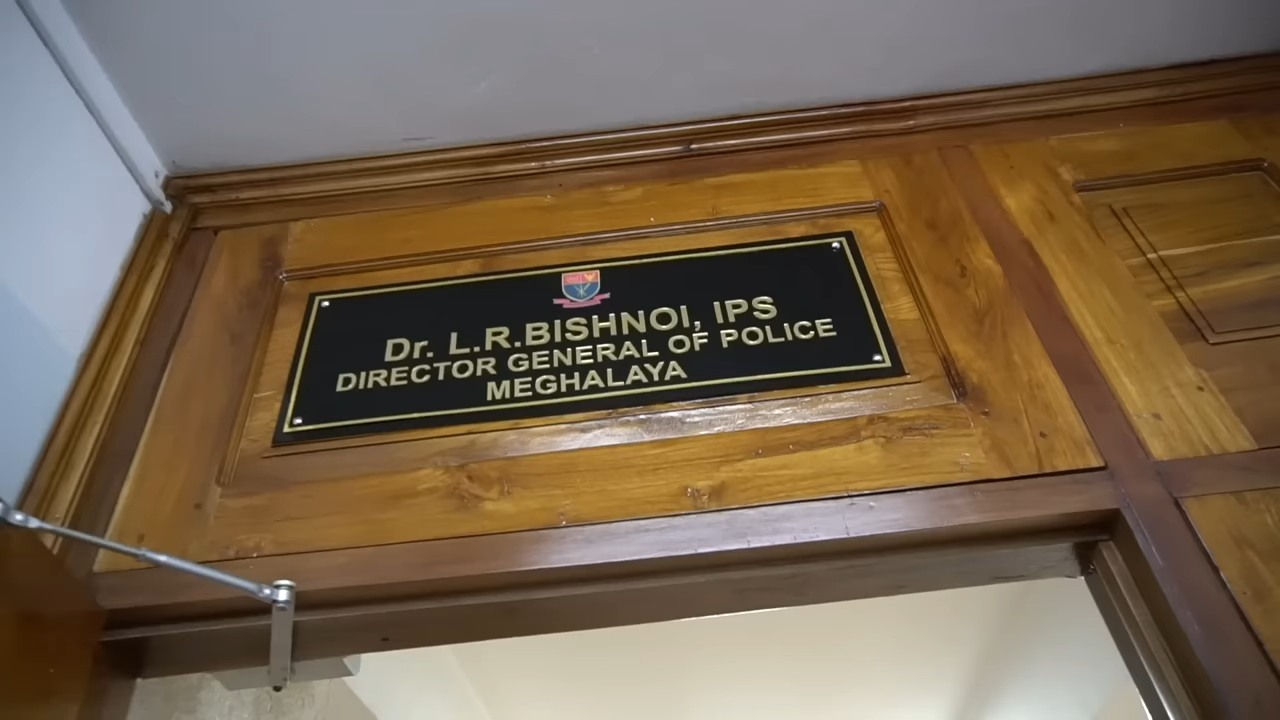 Dr. L.R.BISHNOI, IPS
DIRECTOR GENERAL OF POLICE
MEGHALAYA